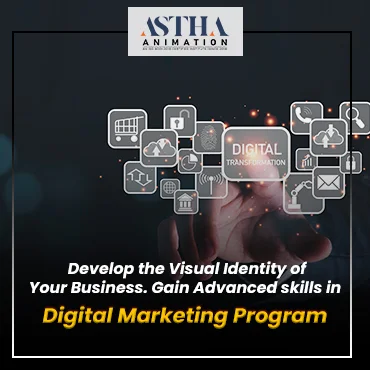 ASTHA
ANIMATION
DIGITAL
TRANSFORMATION
Develop the Visual Identity of
Your Business. Gain Advanced skills in
Digital Marketing Program